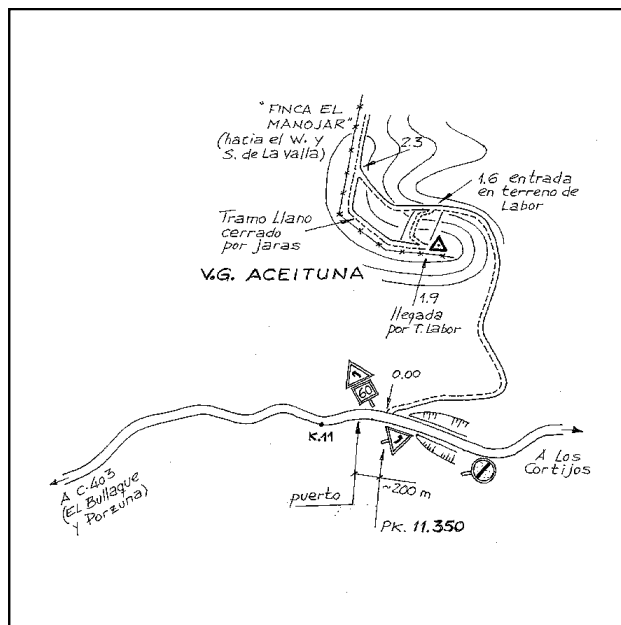 "FINCA EL
MANOJAR"
(hacia el W. y
S. de La Valla)
2.3
1.6 entrada
en terreno de
Labor
Tramo Llano
cerrado
por jaras
V.G. ACEITUNA
1.9
llegada
por T. Labor
60
0.00
K.11
A C-403
(EL Bullaque
y Porzuna)
A Los
Cortijos
puerto
~200 m
PK. 11.350